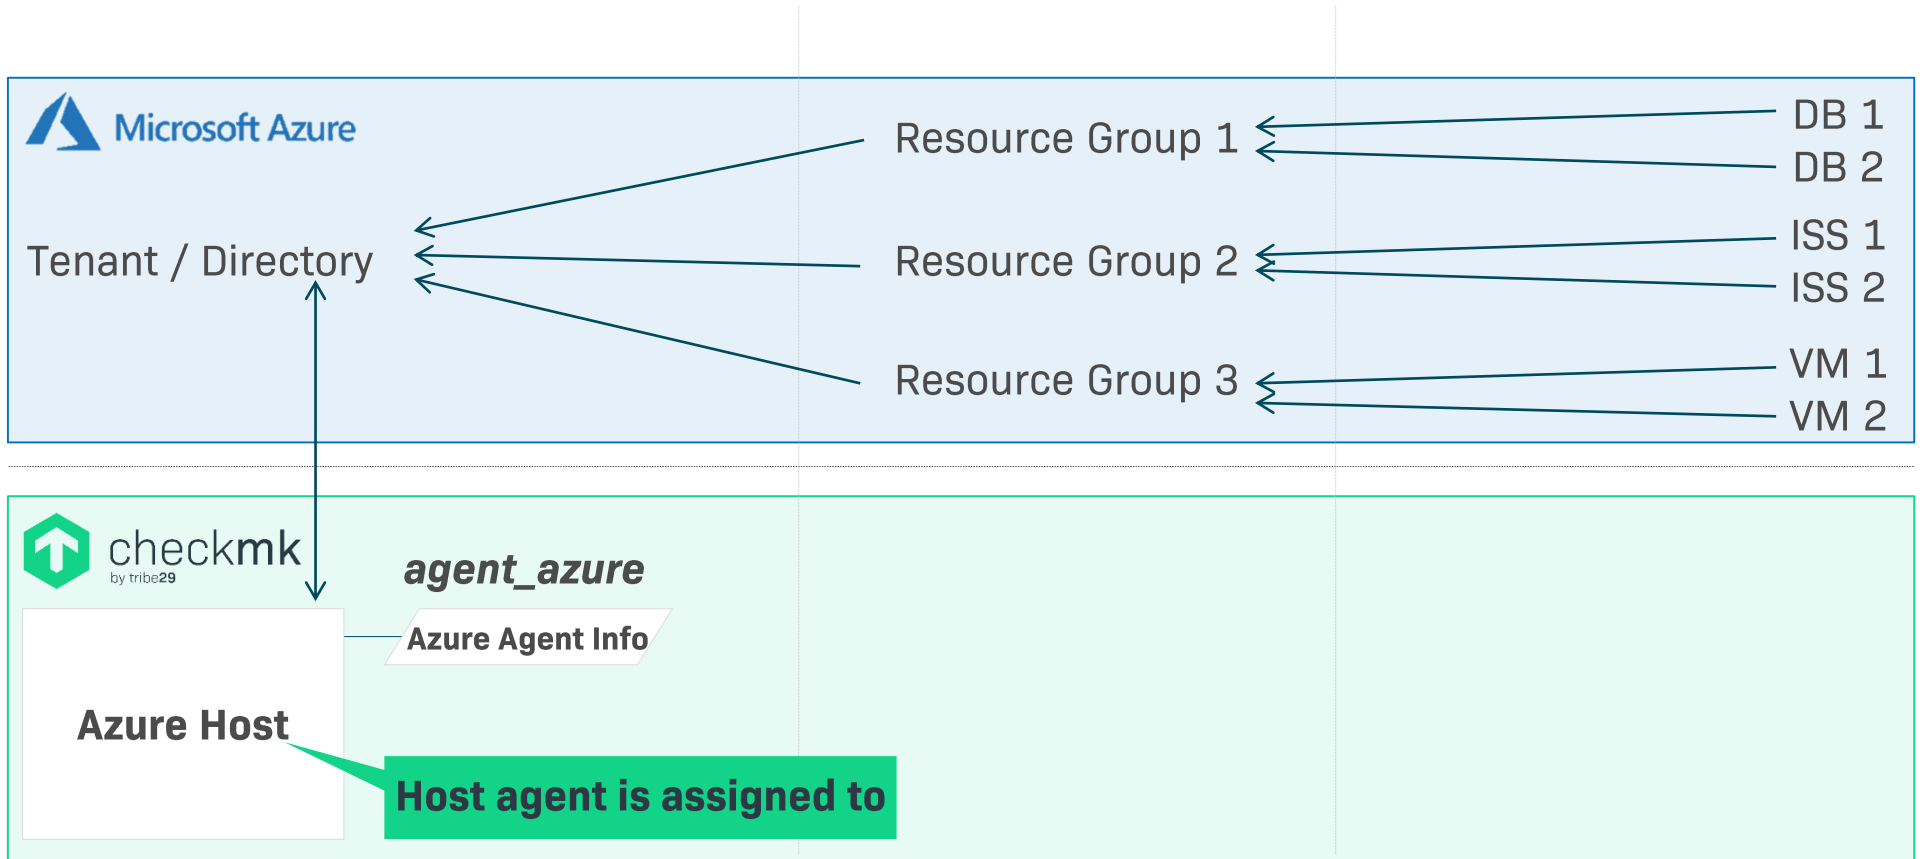 Microsoft Azure
Tenant / Directory
Resource Group 1
Resource Group 2
Resource Group 3
DB 1
DB 2
ISS 1
ISS 2
VM 1
VM 2
checkmk
by tribe29
agent_azure
Azure Agent Info
Azure Host
Host agent is assigned to